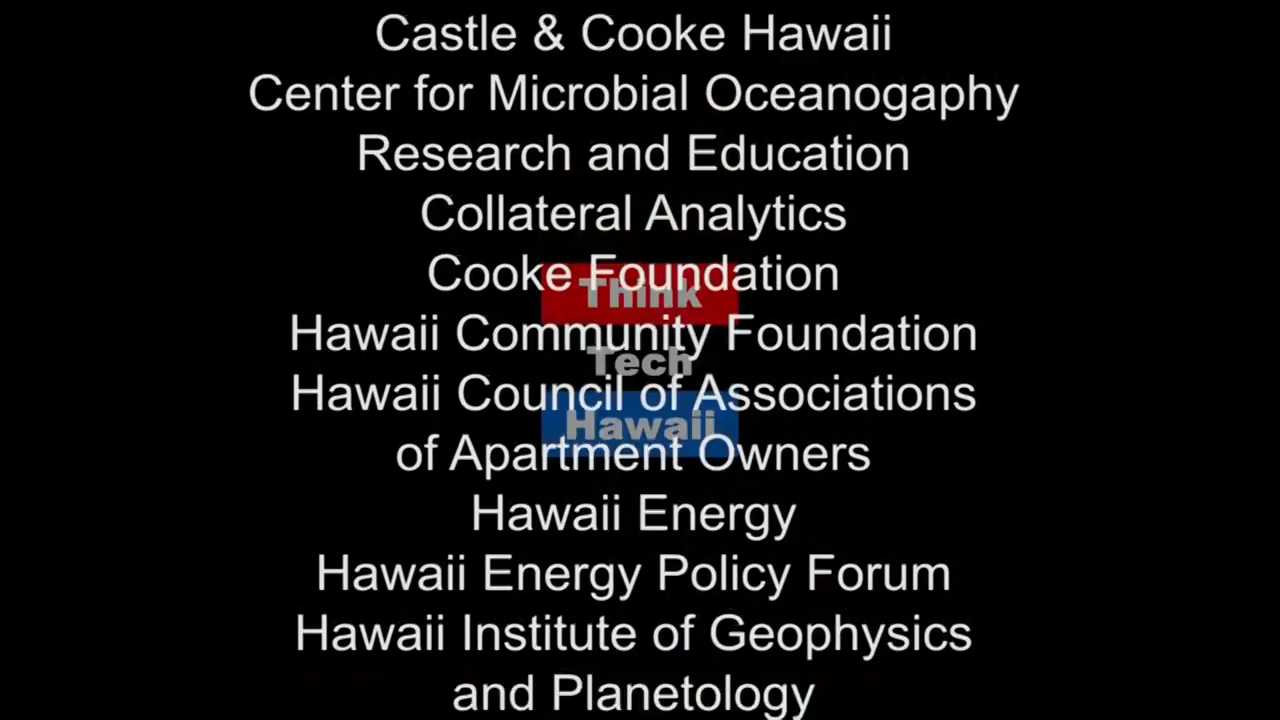 Castle & Cooke Hawaii
Center for Microbial Oceanogaphy
Research and Education
Collateral Analytics
Cooke Foundation
Think
Hawaii Community Foundation
Tech
Hawaii Council of Associations
Hawaii
of Apartment Owners
Hawaii Energy
Hawaii Energy Policy Forum
Hawaii Institute of Geophysics
and Planetology